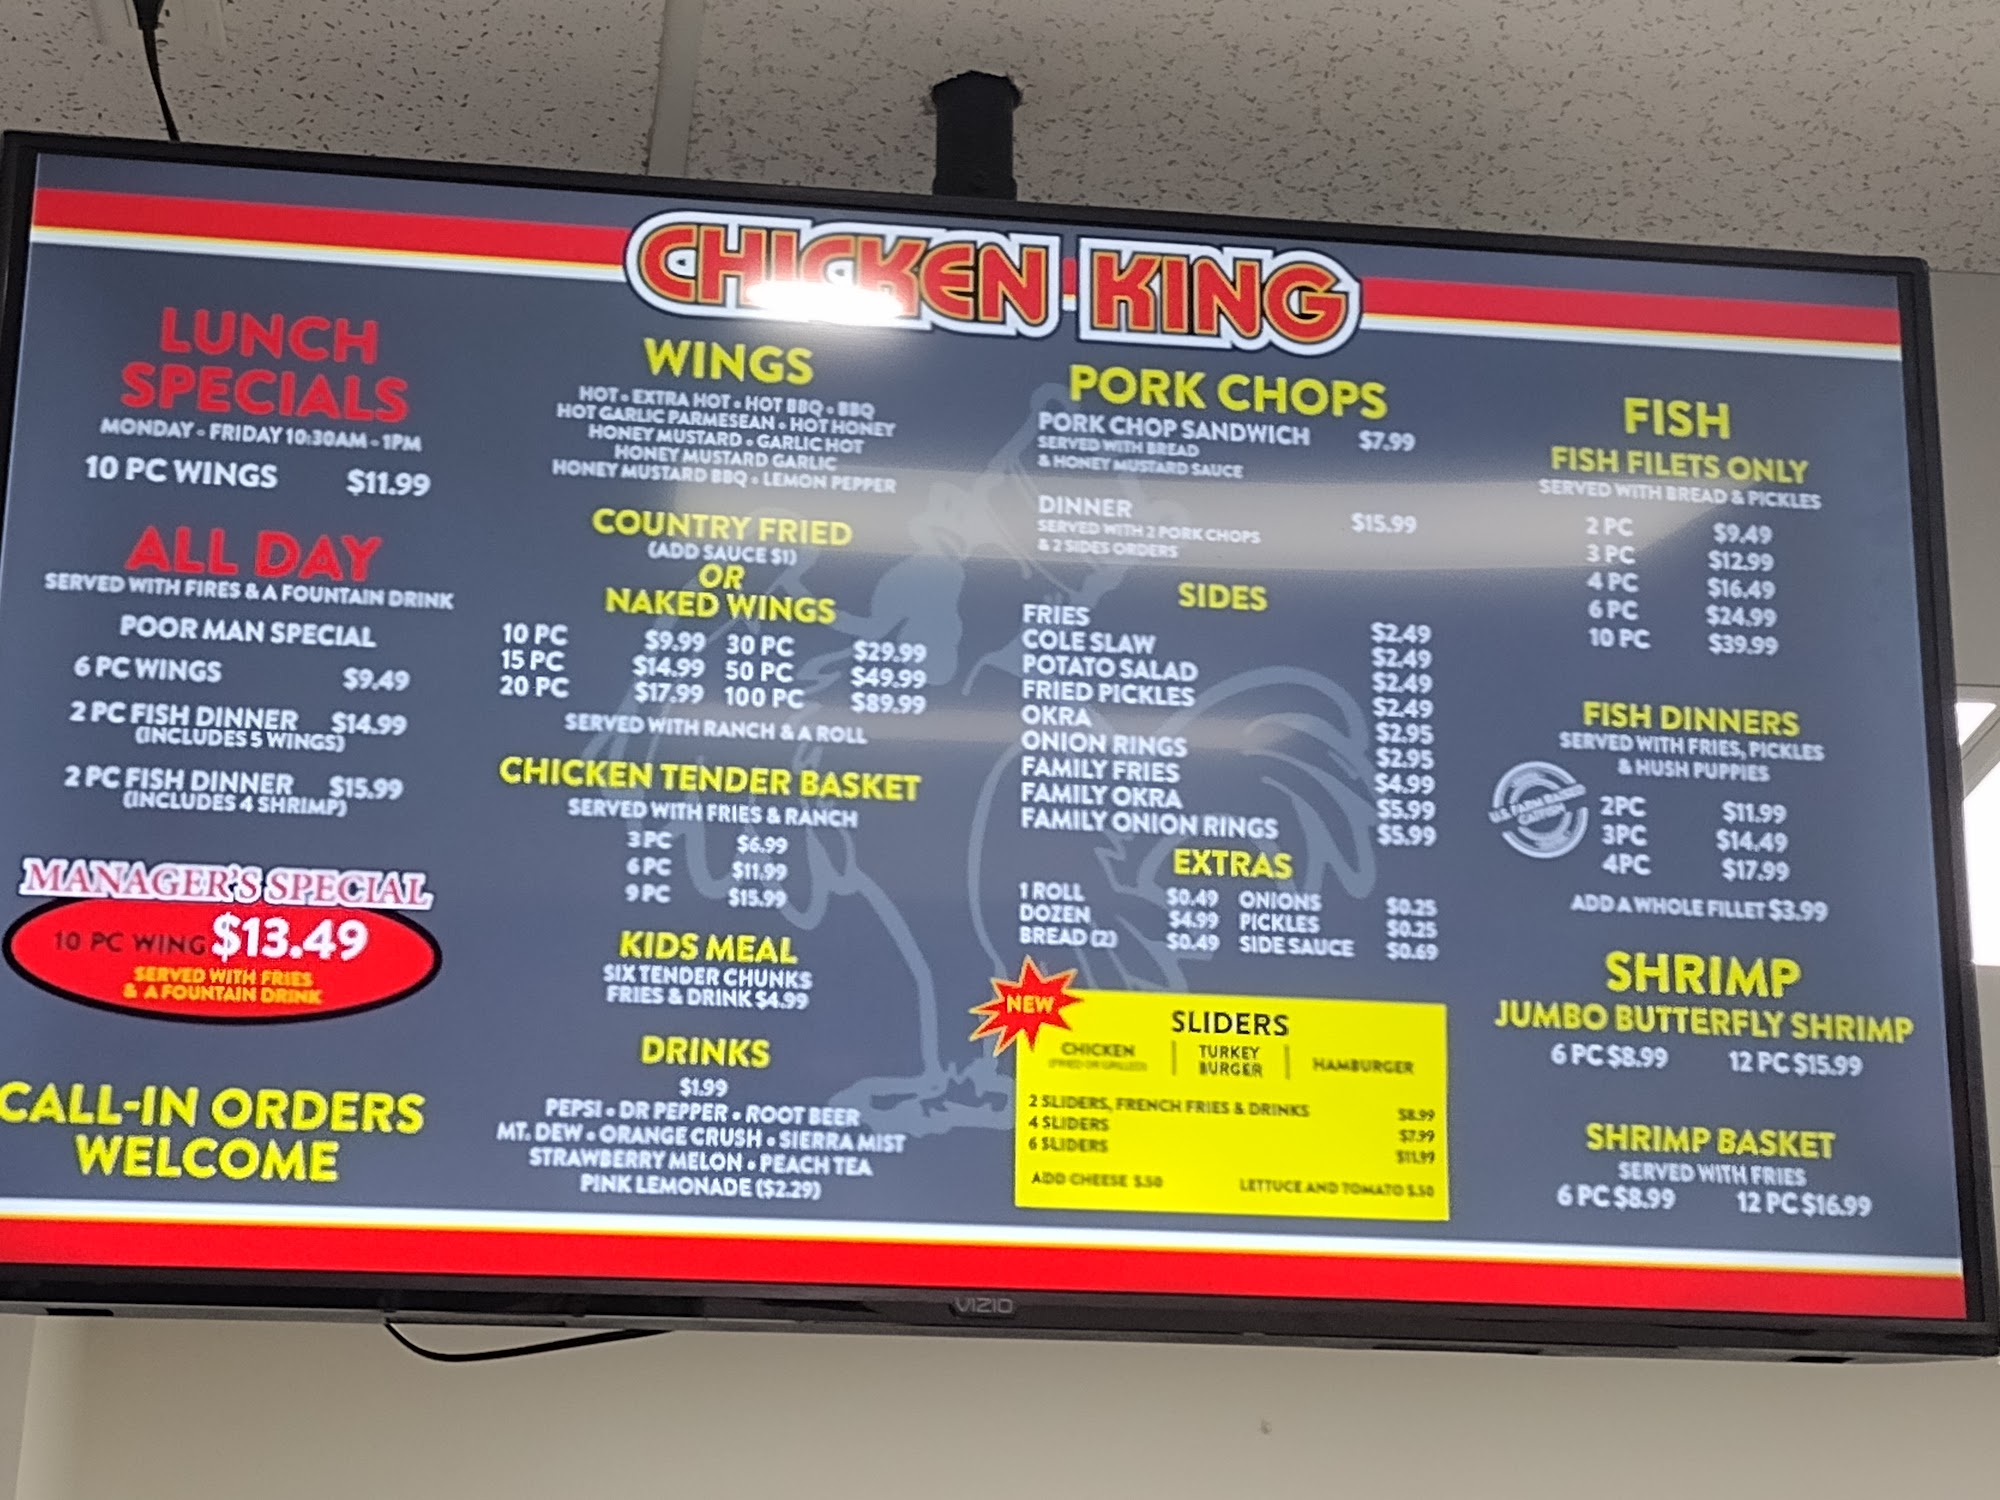 CHICKEN KING
LUNCH
SPECIALS
MONDAY - FRIDAY 10:30AM - 1PM
10 PC WINGS $11.99
ALL DAY
SERVED WITH FIRES & A FOUNTAIN DRINK
POOR MAN SPECIAL
6 PC WINGS $9.49
2 PC FISH DINNER $14.99
(INCLUDES 5 WINGS)
2 PC FISH DINNER $15.99
(INCLUDES 4 SHRIMP)
MANAGER'S SPECIAL
10 PC WING $13.49
SERVED WITH FRIES
& A FOUNTAIN DRINK
CALL-IN ORDERS
WELCOME
WINGS
HOT • EXTRA HOT • HOT BBQ • BBQ
HOT GARLIC PARMESEAN • HOT HONEY
HONEY MUSTARD • GARLIC HOT
HONEY MUSTARD GARLIC
HONEY MUSTARD BBQ • LEMON PEPPER
COUNTRY FRIED
(ADD SAUCE $1)
OR
NAKED WINGS
10 PC $9.99 30 PC $29.99
15 PC $14.99 50 PC $49.99
20 PC $17.99 100 PC $89.99
SERVED WITH RANCH & A ROLL
CHICKEN TENDER BASKET
SERVED WITH FRIES & RANCH
3 PC $6.99
6 PC $11.99
9 PC $15.99
KIDS MEAL
SIX TENDER CHUNKS
FRIES & DRINK $4.99
DRINKS
$1.99
PEPSI • DR PEPPER • ROOT BEER
MT. DEW • ORANGE CRUSH • SIERRA MIST
STRAWBERRY MELON • PEACH TEA
PINK LEMONADE ($2.29)
PORK CHOPS
PORK CHOP SANDWICH $7.99
SERVED WITH BREAD
& HONEY MUSTARD SAUCE
DINNER $15.99
SERVED WITH 2 PORK CHOPS
& 2 SIDES ORDERS
SIDES
FRIES $2.49
COLE SLAW $2.49
POTATO SALAD $2.49
FRIED PICKLES $2.49
OKRA $2.95
ONION RINGS $2.95
FAMILY FRIES $4.99
FAMILY OKRA $5.99
FAMILY ONION RINGS $5.99
EXTRAS
1 ROLL $0.49 ONIONS $0.25
DOZEN $4.99 PICKLES $0.25
BREAD (2) $0.49 SIDE SAUCE $0.69
NEW
SLIDERS
CHICKEN | TURKEY BURGER | HAMBURGER
(FRIED OR GRILLED)
2 SLIDERS, FRENCH FRIES & DRINKS $8.99
4 SLIDERS $7.99
6 SLIDERS $11.99
ADD CHEESE $.50 LETTUCE AND TOMATO $.50
FISH
FISH FILETS ONLY
SERVED WITH BREAD & PICKLES
2 PC $9.49
3 PC $12.99
4 PC $16.49
6 PC $24.99
10 PC $39.99
FISH DINNERS
SERVED WITH FRIES, PICKLES
& HUSH PUPPIES
U.S. FARM RAISED
CATFISH
2PC $11.99
3PC $14.49
4PC $17.99
ADD A WHOLE FILLET $3.99
SHRIMP
JUMBO BUTTERFLY SHRIMP
6 PC $8.99 12 PC $15.99
SHRIMP BASKET
SERVED WITH FRIES
6 PC $8.99 12 PC $16.99
VIZIO